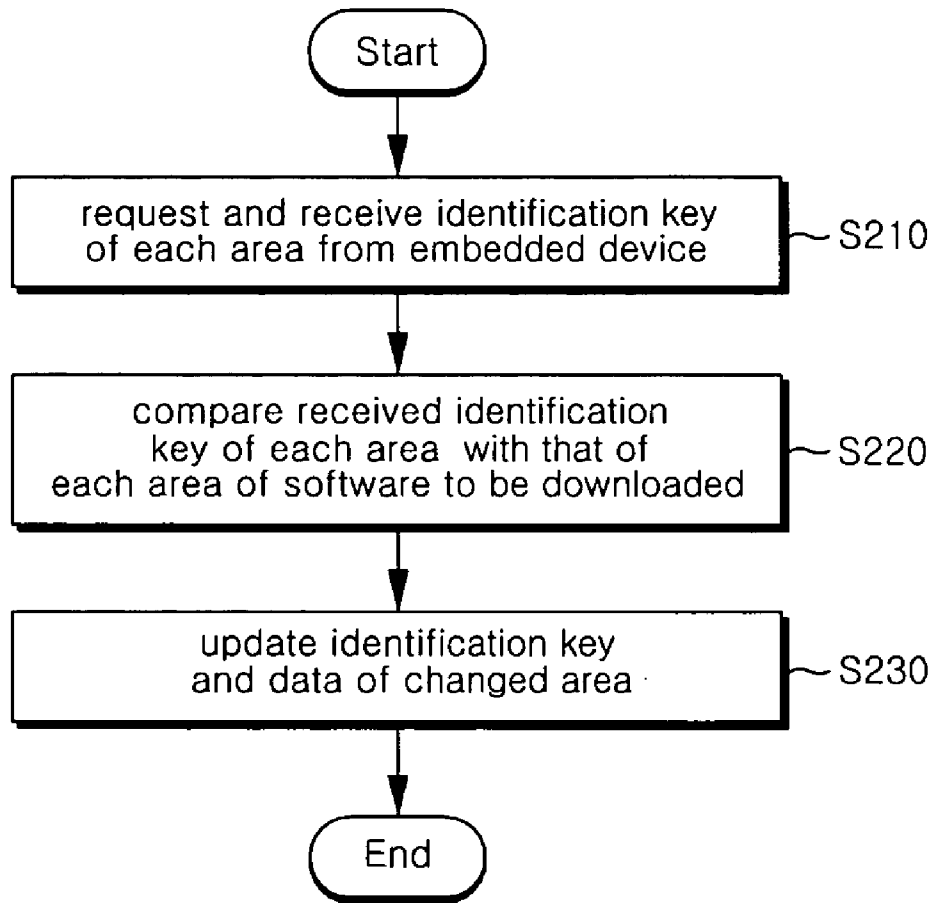 Start
request and receive identification key
of each area from embedded device
S210
compare received identification
key of each area with that of
each area of software to be downloaded
S220
update identification key
and data of changed area
S230
End